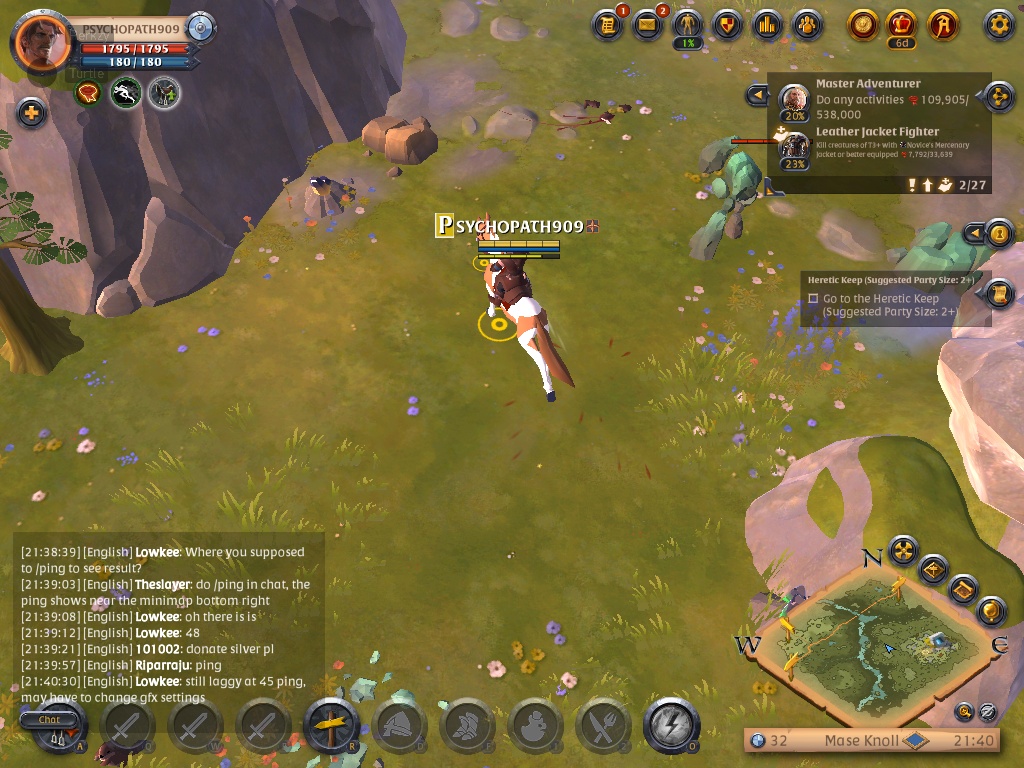 PSYCHOPATH909
1795 / 1795
180 / 180
Turtle
1
2
1%
6d
Master Adventurer
Do any activities 109,905/
538,000
20%
Leather Jacket Fighter
Kill creatures of T3+ with Novice's Mercenary
Jacket or better equipped 7,792/33,639
23%
2/27
PSYCHOPATH909
Heretic Keep (Suggested Party Size: 2+)
Go to the Heretic Keep
(Suggested Party Size: 2+)
[21:38:39] [English] Lowkee: Where you supposed
to /ping to see result?
[21:39:03] [English] Theslayer: do /ping in chat, the
ping shows near the minimap bottom right
[21:39:08] [English] Lowkee: oh there is is
[21:39:12] [English] Lowkee: 48
[21:39:21] [English] 101002: donate silver pl
[21:39:57] [English] Riparraju: ping
[21:40:30] [English] Lowkee: still laggy at 45 ping,
may have to change gfx settings
Chat
A Q W E R D F O
N
W
E
32 Mase Knoll 21:40